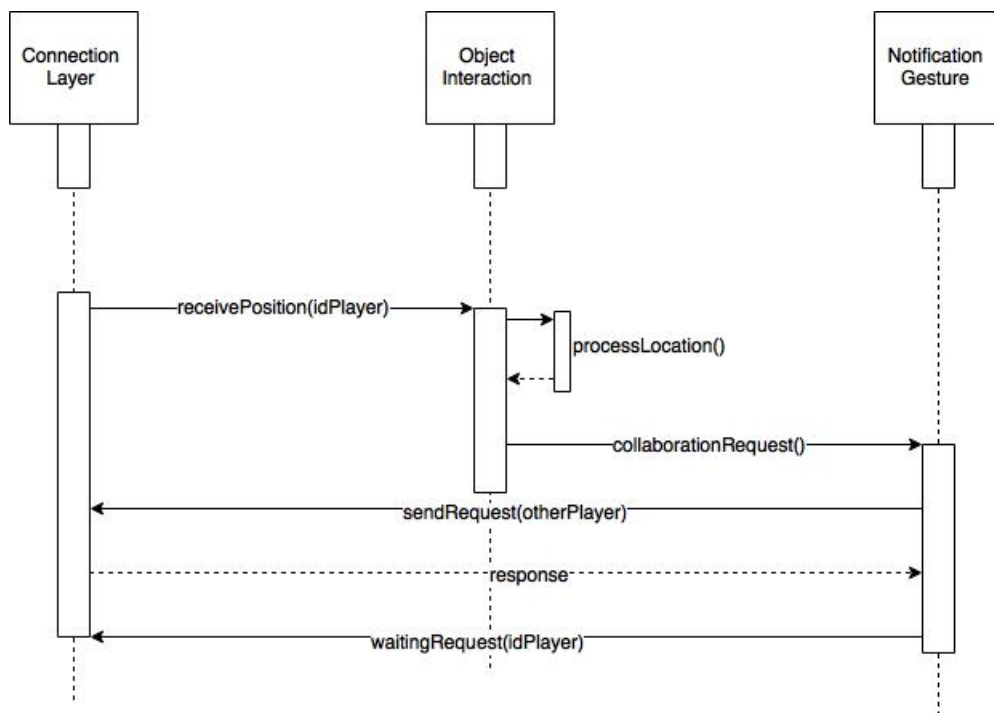 Connection
Layer
Object
Interaction
Notification
Gesture
receivePosition(idPlayer)
processLocation()
collaborationRequest()
sendRequest(otherPlayer)
response
waitingRequest(idPlayer)